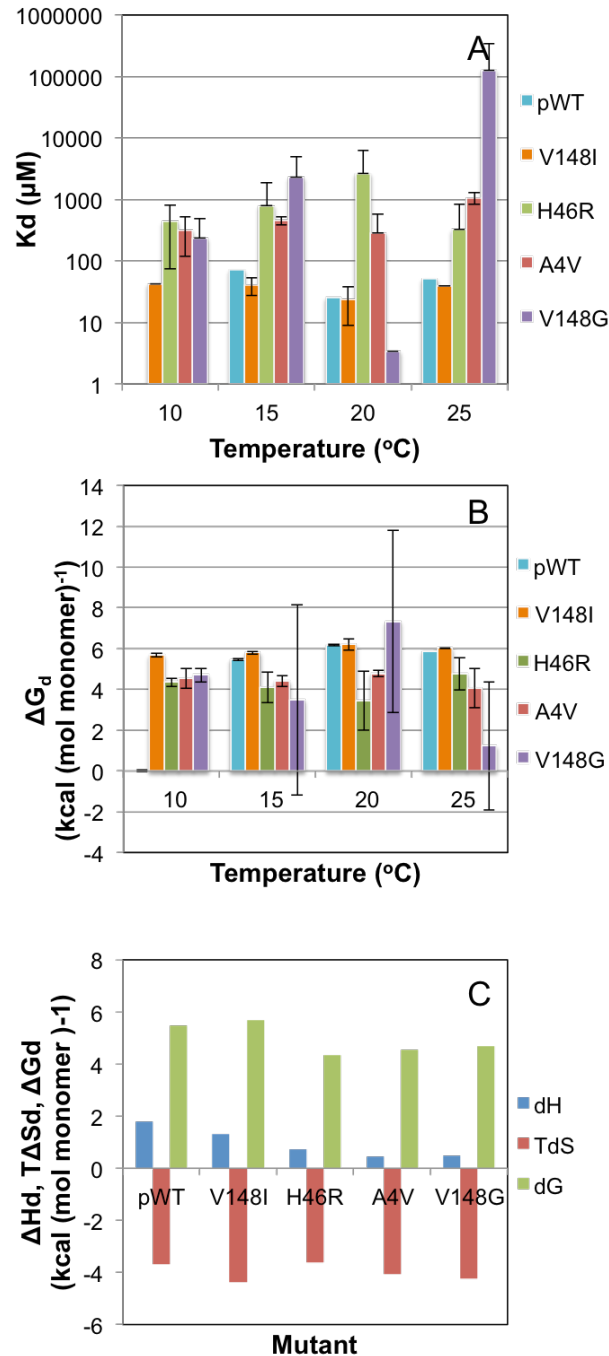 A
1000000
100000
10000
1000
100
10
1
Kd (µM)
10 15 20 25
Temperature (oC)
pWT
V148I
H46R
A4V
V148G
B
14
12
10
8
6
4
2
0
-2
-4
ΔGd
(kcal (mol monomer)-1)
10 15 20 25
Temperature (oC)
pWT
V148I
H46R
A4V
V148G
C
8
6
4
2
0
-2
-4
-6
ΔHd, TΔSd, ΔGd
(kcal (mol monomer )-1)
pWT V148I H46R A4V V148G
Mutant
dH
TdS
dG